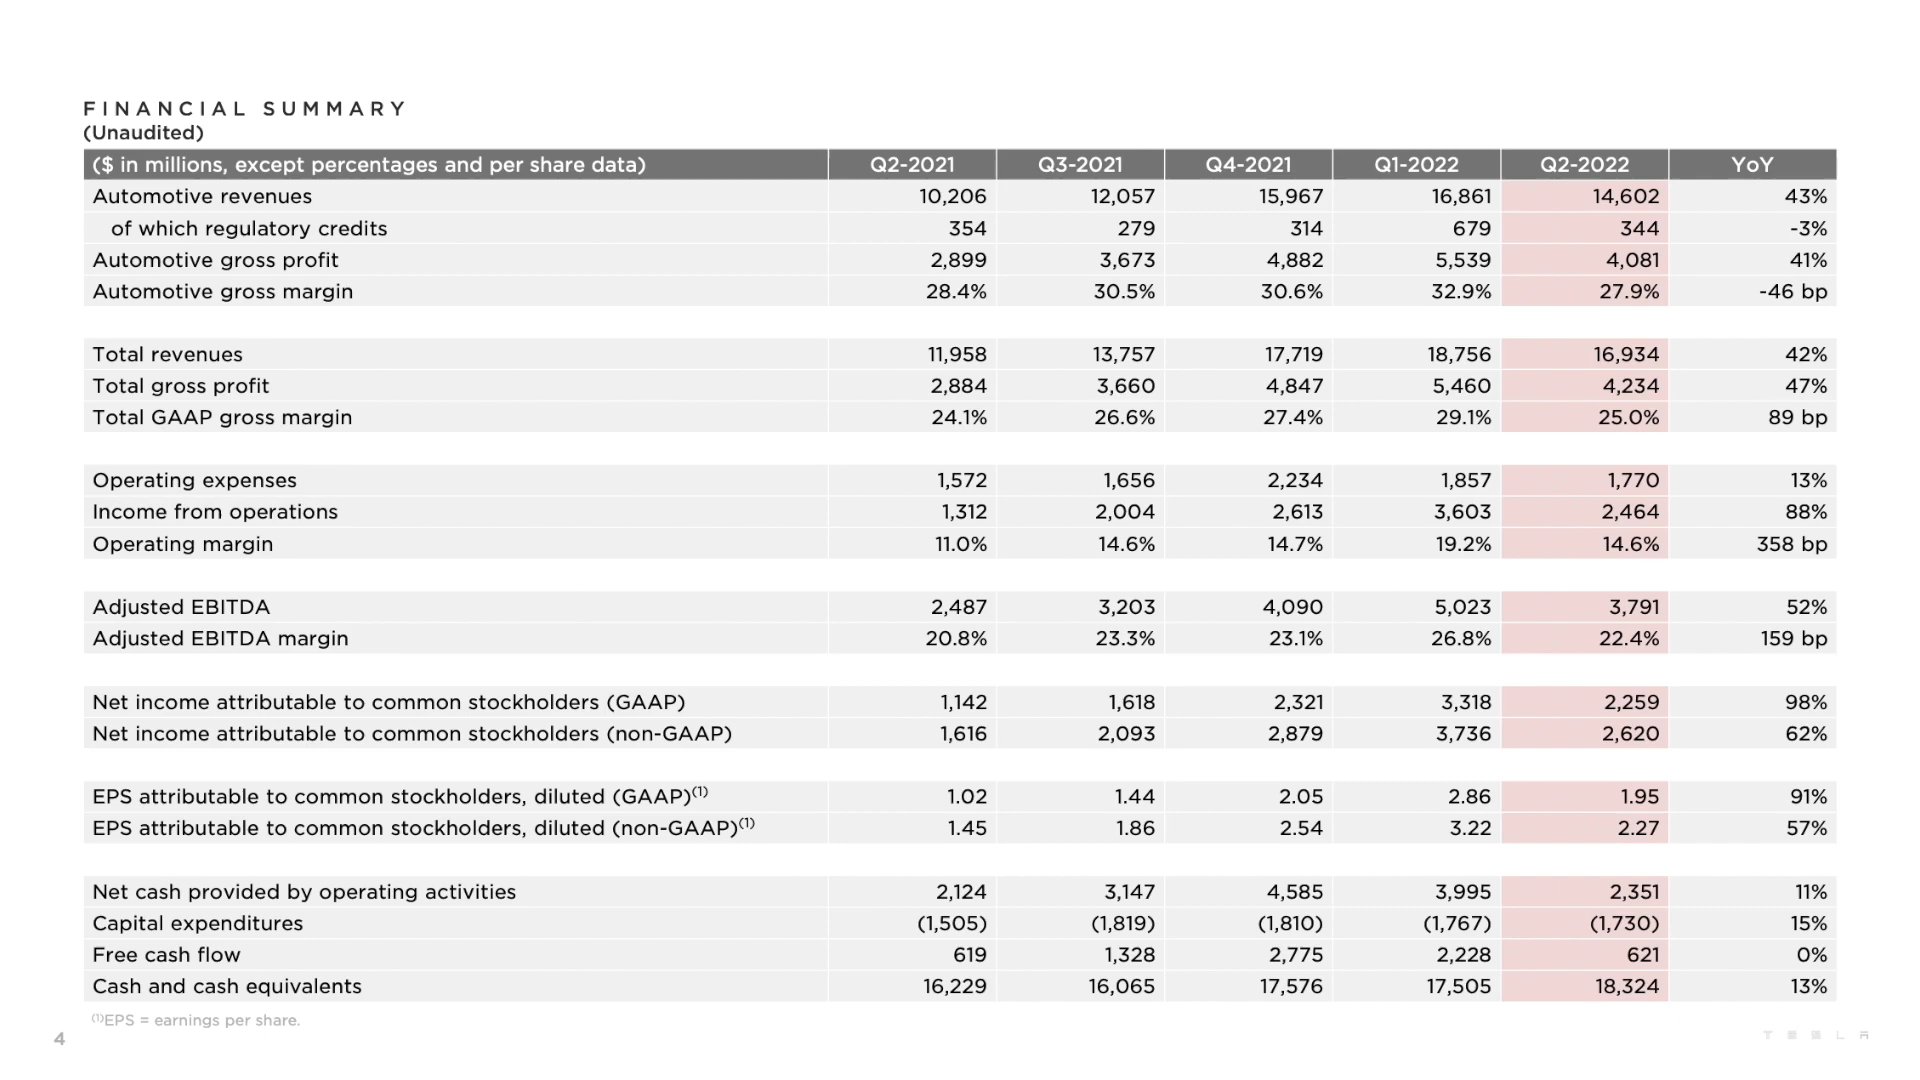 FINANCIAL SUMMARY
(Unaudited)
($ in millions, except percentages and per share data) Q2-2021 Q3-2021 Q4-2021 Q1-2022 Q2-2022 YoY
Automotive revenues 10,206 12,057 15,967 16,861 14,602 43%
of which regulatory credits 354 279 314 679 344 -3%
Automotive gross profit 2,899 3,673 4,882 5,539 4,081 41%
Automotive gross margin 28.4% 30.5% 30.6% 32.9% 27.9% -46 bp
Total revenues 11,958 13,757 17,719 18,756 16,934 42%
Total gross profit 2,884 3,660 4,847 5,460 4,234 47%
Total GAAP gross margin 24.1% 26.6% 27.4% 29.1% 25.0% 89 bp
Operating expenses 1,572 1,656 2,234 1,857 1,770 13%
Income from operations 1,312 2,004 2,613 3,603 2,464 88%
Operating margin 11.0% 14.6% 14.7% 19.2% 14.6% 358 bp
Adjusted EBITDA 2,487 3,203 4,090 5,023 3,791 52%
Adjusted EBITDA margin 20.8% 23.3% 23.1% 26.8% 22.4% 159 bp
Net income attributable to common stockholders (GAAP) 1,142 1,618 2,321 3,318 2,259 98%
Net income attributable to common stockholders (non-GAAP) 1,616 2,093 2,879 3,736 2,620 62%
EPS attributable to common stockholders, diluted (GAAP)(1) 1.02 1.44 2.05 2.86 1.95 91%
EPS attributable to common stockholders, diluted (non-GAAP)(1) 1.45 1.86 2.54 3.22 2.27 57%
Net cash provided by operating activities 2,124 3,147 4,585 3,995 2,351 11%
Capital expenditures (1,505) (1,819) (1,810) (1,767) (1,730) 15%
Free cash flow 619 1,328 2,775 2,228 621 0%
Cash and cash equivalents 16,229 16,065 17,576 17,505 18,324 13%
(1)EPS = earnings per share.
4
TESLA